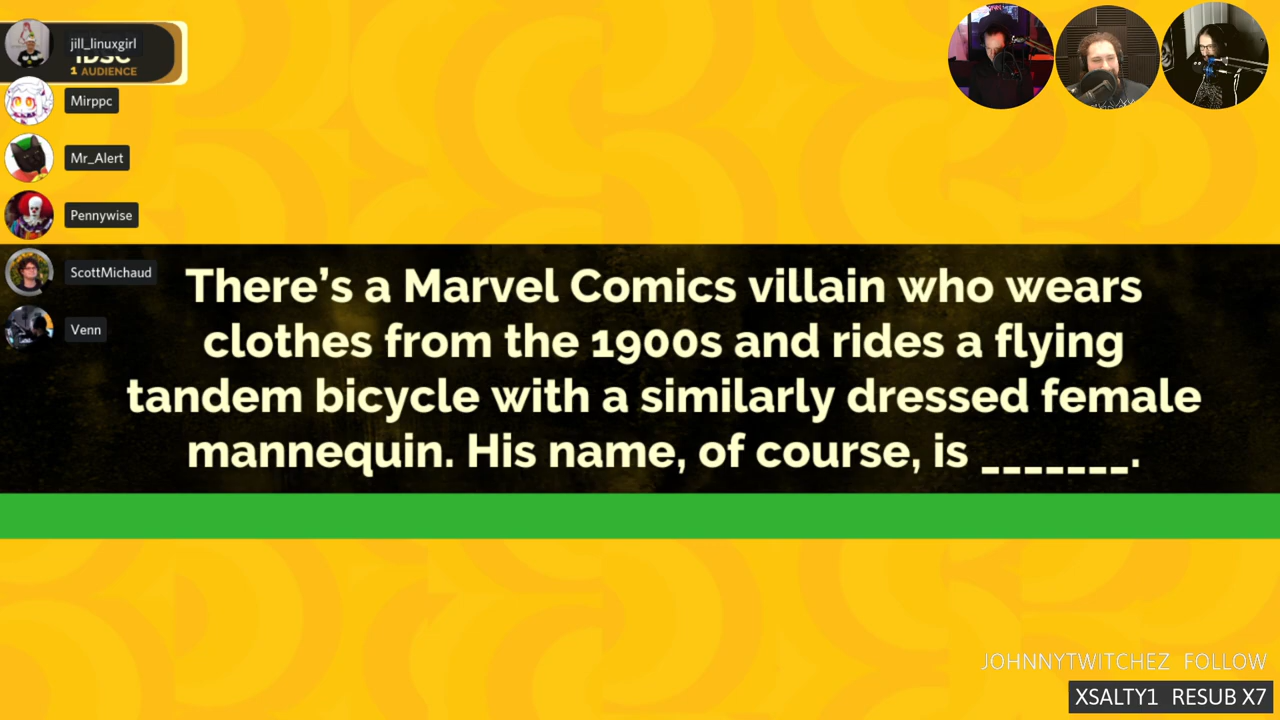 jill_linuxgirl
1 AUDIENCE
Mirppc
Mr_Alert
Pennywise
ScottMichaud
Venn
There's a Marvel Comics villain who wears
clothes from the 1900s and rides a flying
tandem bicycle with a similarly dressed female
mannequin. His name, of course, is _______.
JOHNNYTWITCHEZ FOLLOW
XSALTY1 RESUB X7